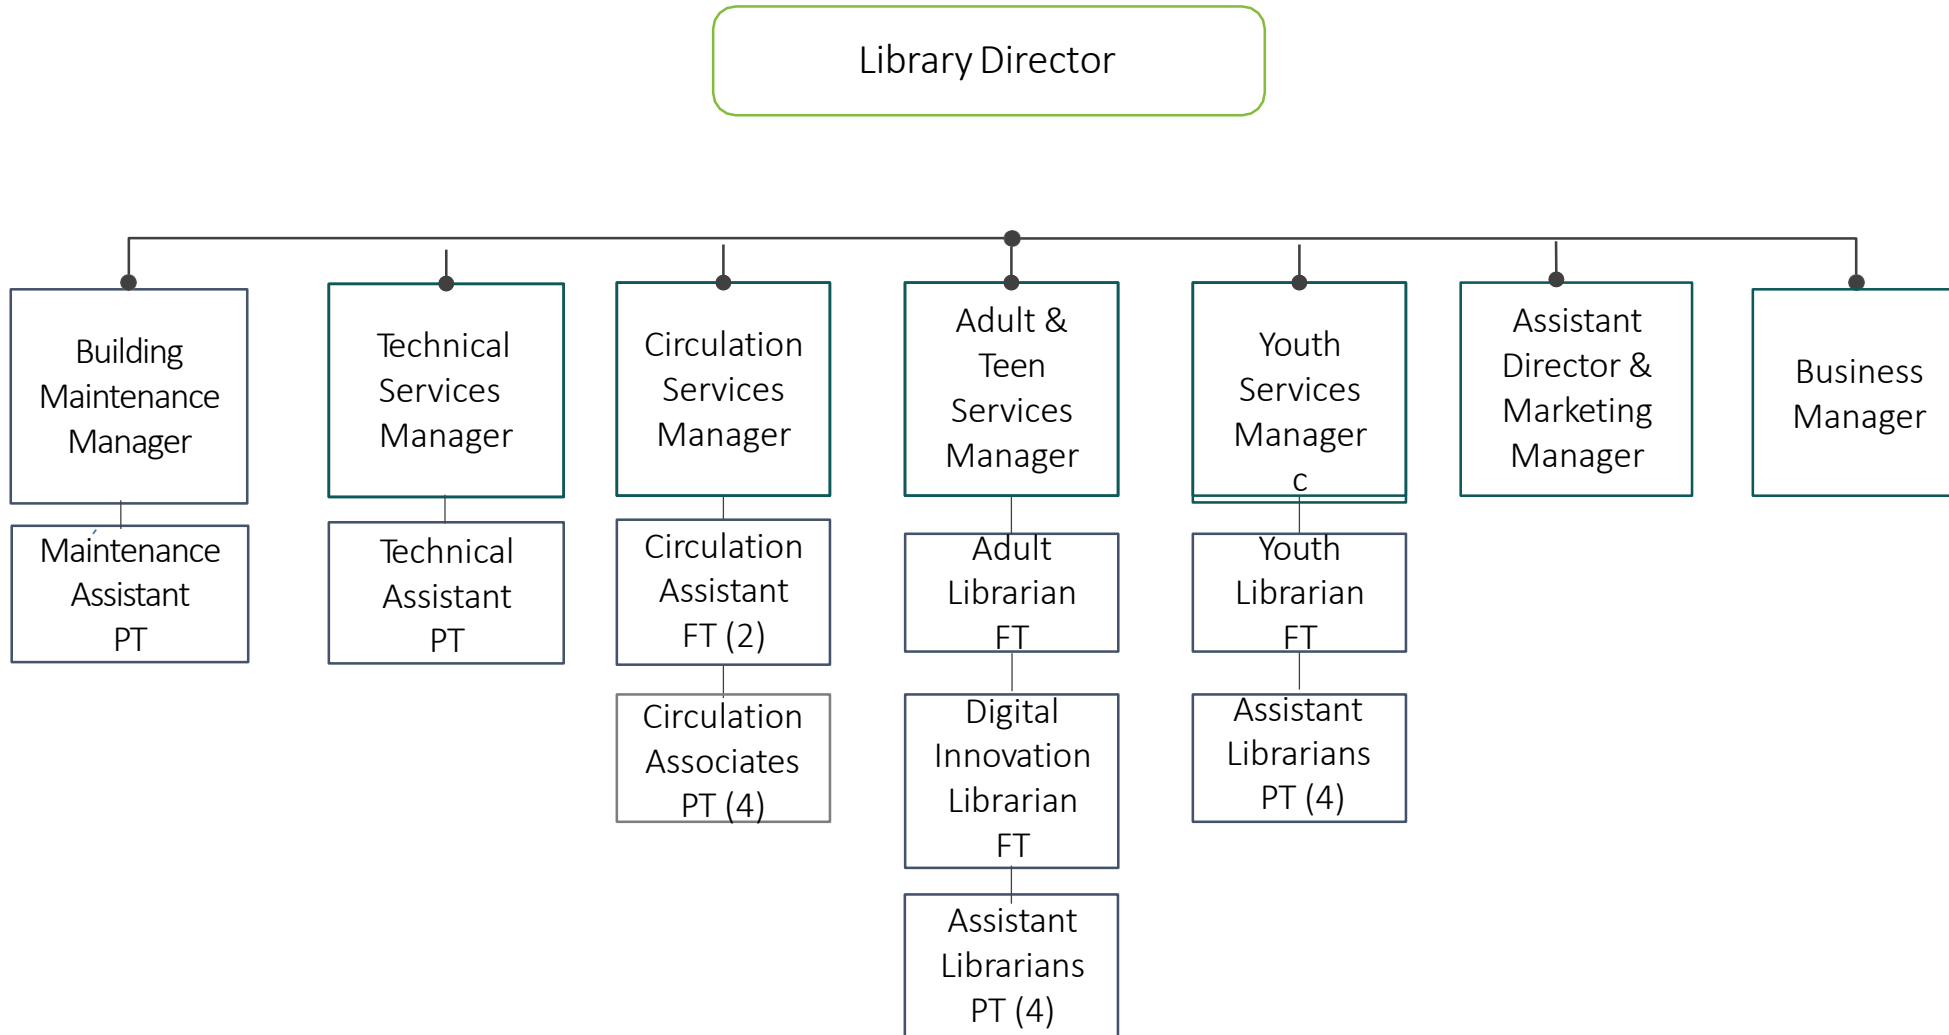 Library Director
Building
Maintenance
Manager
Technical
Services
Manager
Circulation
Services
Manager
Adult &
Teen
Services
Manager
Youth
Services
Manager
c
Assistant
Director &
Marketing
Manager
Business
Manager
Maintenance
Assistant
PT
Technical
Assistant
PT
Circulation
Assistant
FT (2)
Adult
Librarian
FT
Youth
Librarian
FT
Circulation
Associates
PT (4)
Digital
Innovation
Librarian
FT
Assistant
Librarians
PT (4)
Assistant
Librarians
PT (4)